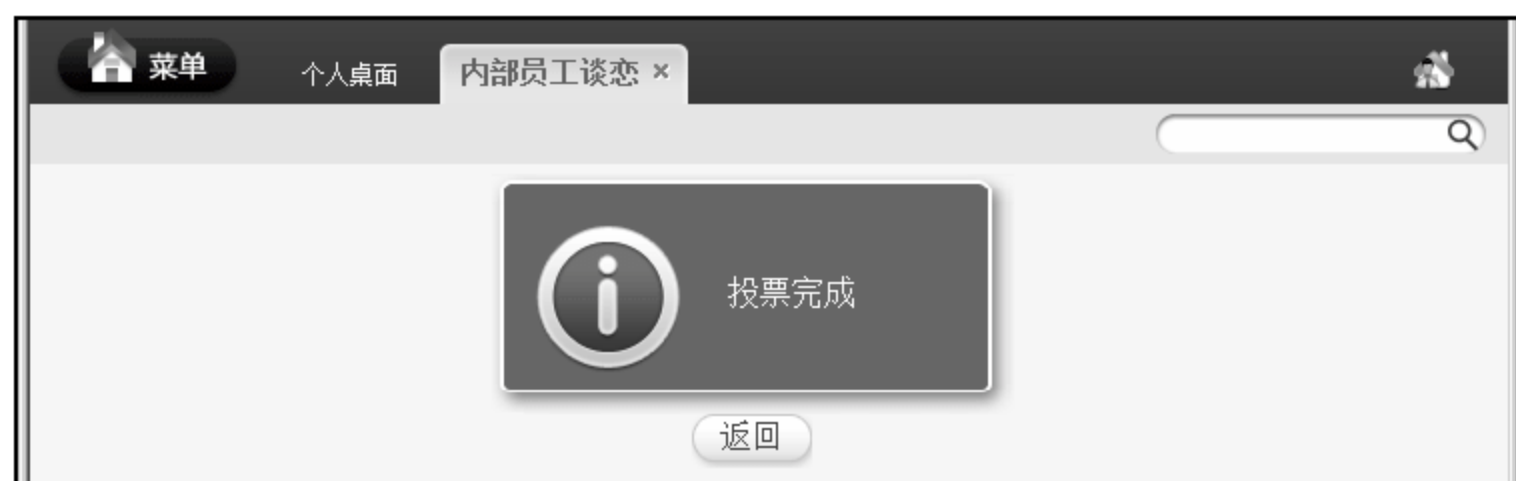 菜单
个人桌面
内部员工谈恋 ×
投票完成
返回